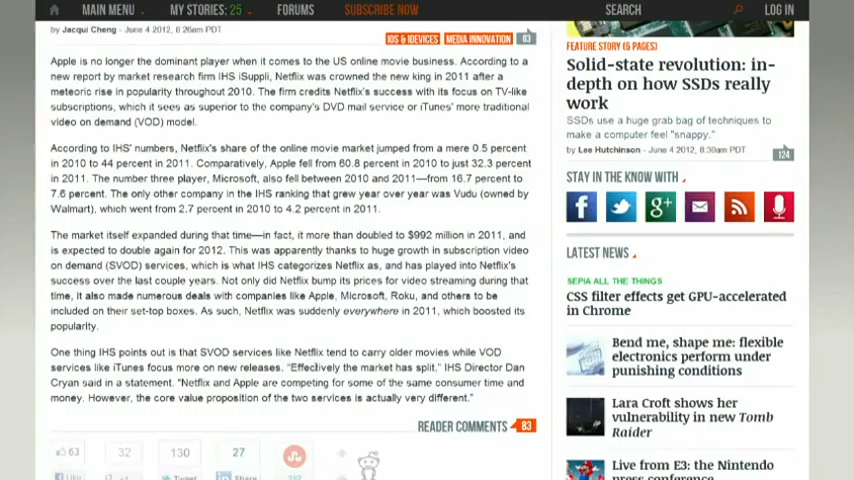 MAIN MENU
MY STORIES: 25
FORUMS
SUBSCRIBE NOW
SEARCH
LOG IN
by Jacqui Cheng - June 4 2012, 8:26am PDT
IOS & IDEVICES
MEDIA INNOVATION
83
Apple is no longer the dominant player when it comes to the US online movie business. According to a
new report by market research firm IHS iSuppli, Netflix was crowned the new king in 2011 after a
meteoric rise in popularity throughout 2010. The firm credits Netflix's success with its focus on TV-like
subscriptions, which it sees as superior to the company's DVD mail service or iTunes' more traditional
video on demand (VOD) model.
According to IHS' numbers, Netflix's share of the online movie market jumped from a mere 0.5 percent
in 2010 to 44 percent in 2011. Comparatively, Apple fell from 60.8 percent in 2010 to just 32.3 percent
in 2011. The number three player, Microsoft, also fell between 2010 and 2011—from 16.7 percent to
7.6 percent. The only other company in the IHS ranking that grew year over year was Vudu (owned by
Walmart), which went from 2.7 percent in 2010 to 4.2 percent in 2011.
The market itself expanded during that time—in fact, it more than doubled to $992 million in 2011, and
is expected to double again for 2012. This was apparently thanks to huge growth in subscription video
on demand (SVOD) services, which is what IHS categorizes Netflix as, and has played into Netflix's
success over the last couple years. Not only did Netflix bump its prices for video streaming during that
time, it also made numerous deals with companies like Apple, Microsoft, Roku, and others to be
included on their set-top boxes. As such, Netflix was suddenly everywhere in 2011, which boosted its
popularity.
One thing IHS points out is that SVOD services like Netflix tend to carry older movies while VOD
services like iTunes focus more on new releases. "Effectively the market has split," IHS Director Dan
Cryan said in a statement. "Netflix and Apple are competing for some of the same consumer time and
money. However, the core value proposition of the two services is actually very different."
READER COMMENTS 83
63
32
130
27
Like
Tweet
Share
FEATURE STORY (6 PAGES)
Solid-state revolution: in-
depth on how SSDs really
work
SSDs use a huge grab bag of techniques to
make a computer feel "snappy."
by Lee Hutchinson - June 4 2012, 8:30am PDT
124
STAY IN THE KNOW WITH
LATEST NEWS
SEPIA ALL THE THINGS
CSS filter effects get GPU-accelerated
in Chrome
Bend me, shape me: flexible
electronics perform under
punishing conditions
Lara Croft shows her
vulnerability in new Tomb
Raider
Live from E3: the Nintendo
press conference